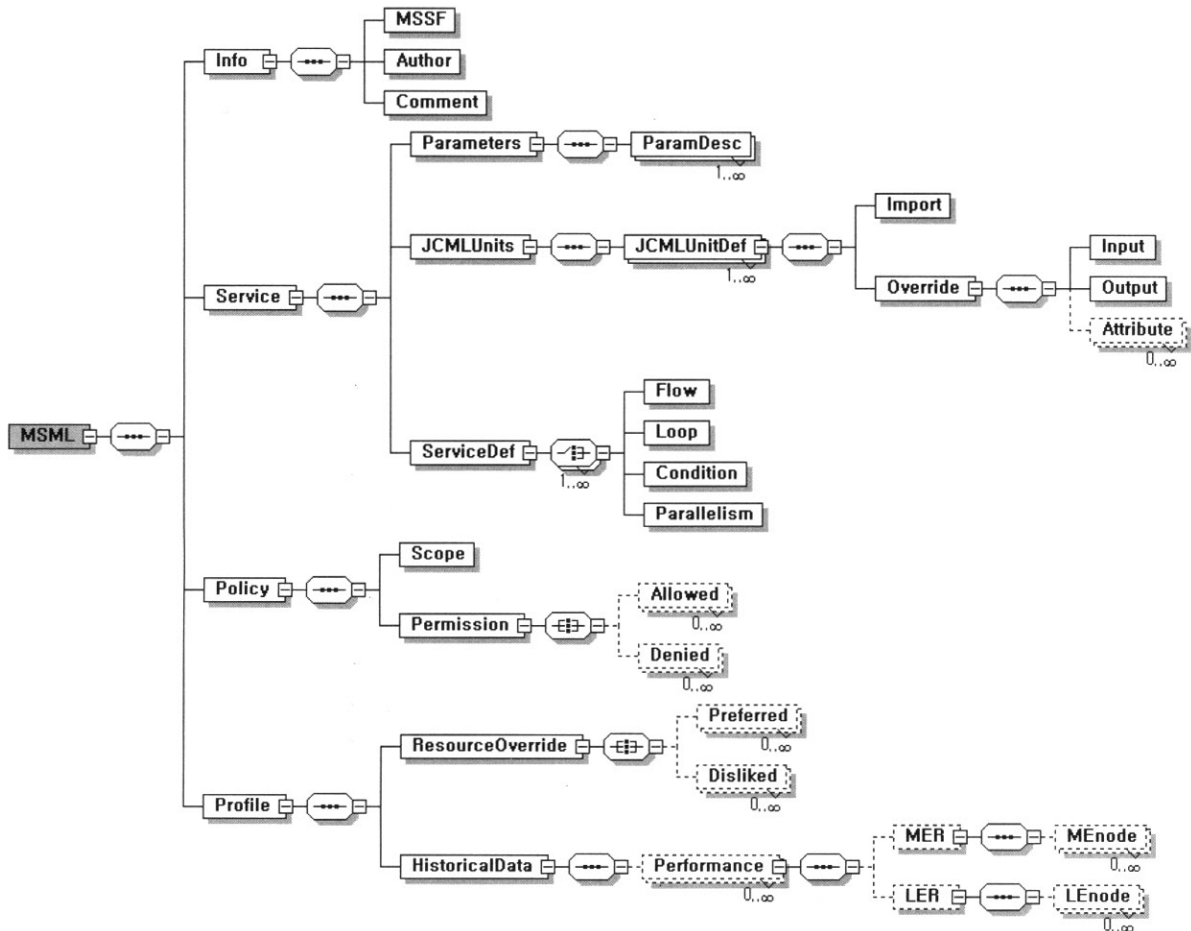 MSML
Info
MSSF
Author
Comment
Service
Parameters
ParamDesc
1..∞
JCMLUnits
JCMLUnitDef
1..∞
Import
Override
Input
Output
Attribute
0..∞
ServiceDef
1..∞
Flow
Loop
Condition
Parallelism
Policy
Scope
Permission
Allowed
0..∞
Denied
0..∞
Profile
ResourceOverride
Preferred
0..∞
Disliked
0..∞
HistoricalData
Performance
0..∞
MER
MEnode
0..∞
LER
LEnode
0..∞